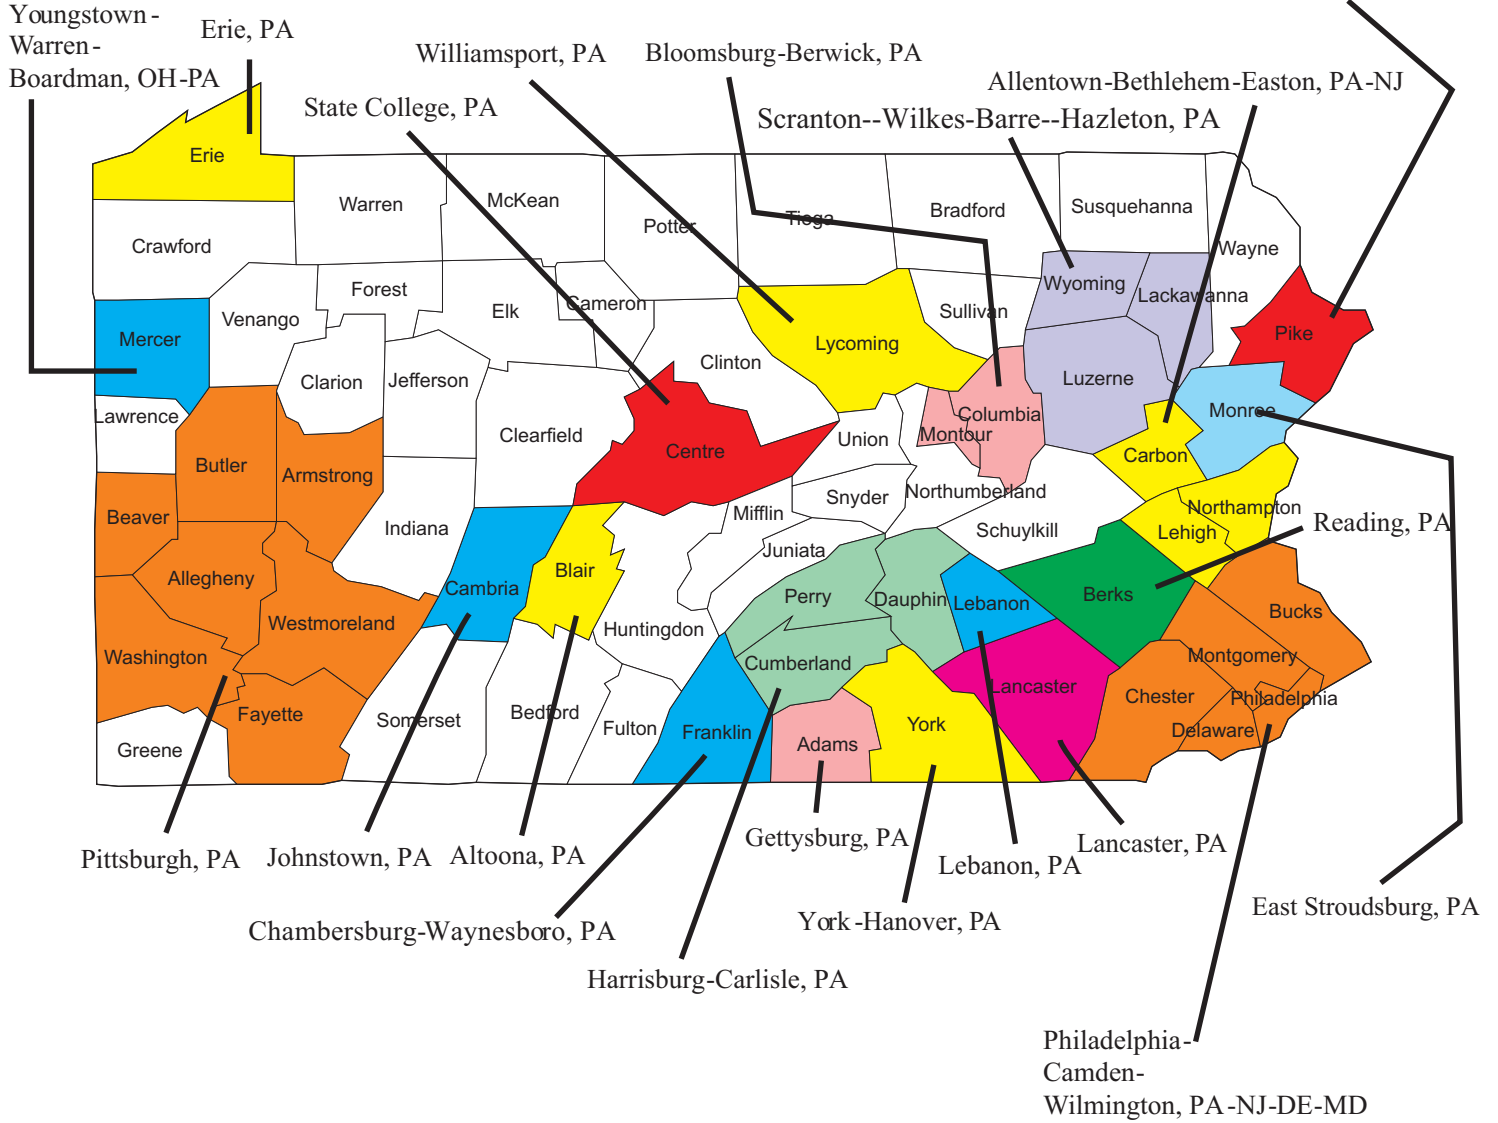 Youngstown-
Warren-
Boardman, OH-PA
Erie, PA
Williamsport, PA
Bloomsburg-Berwick, PA
Allentown-Bethlehem-Easton, PA-NJ
State College, PA
Scranton--Wilkes-Barre--Hazleton, PA
Erie
Warren
McKean
Potter
Tioga
Bradford
Susquehanna
Wayne
Crawford
Forest
Elk
Cameron
Wyoming
Lackawanna
Venango
Sullivan
Mercer
Lycoming
Pike
Clinton
Clarion
Jefferson
Luzerne
Lawrence
Columbia
Monroe
Clearfield
Union
Montour
Centre
Carbon
Butler
Armstrong
Snyder
Northumberland
Northampton
Beaver
Mifflin
Indiana
Schuylkill
Lehigh
Reading, PA
Juniata
Allegheny
Blair
Cambria
Perry
Dauphin
Lebanon
Berks
Bucks
Westmoreland
Huntingdon
Washington
Cumberland
Montgomery
Lancaster
Chester
Philadelphia
Fayette
Somerset
Bedford
Fulton
Franklin
York
Delaware
Greene
Adams
Gettysburg, PA
Lancaster, PA
Pittsburgh, PA
Johnstown, PA
Altoona, PA
Lebanon, PA
East Stroudsburg, PA
York-Hanover, PA
Chambersburg-Waynesboro, PA
Harrisburg-Carlisle, PA
Philadelphia-
Camden-
Wilmington, PA-NJ-DE-MD